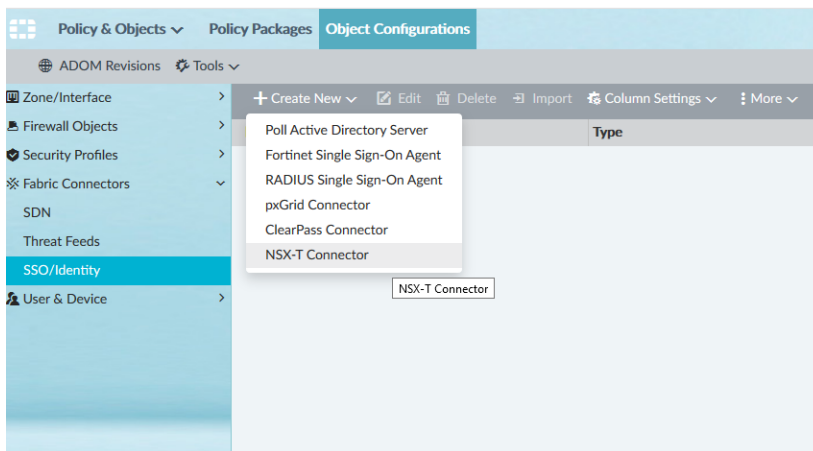 Policy & Objects Policy Packages Object Configurations
ADOM Revisions Tools
Zone/Interface
Firewall Objects
Security Profiles
Fabric Connectors
SDN
Threat Feeds
SSO/Identity
User & Device
Create New Edit Delete Import Column Settings More
Type
Poll Active Directory Server
Fortinet Single Sign-On Agent
RADIUS Single Sign-On Agent
pxGrid Connector
ClearPass Connector
NSX-T Connector
NSX-T Connector